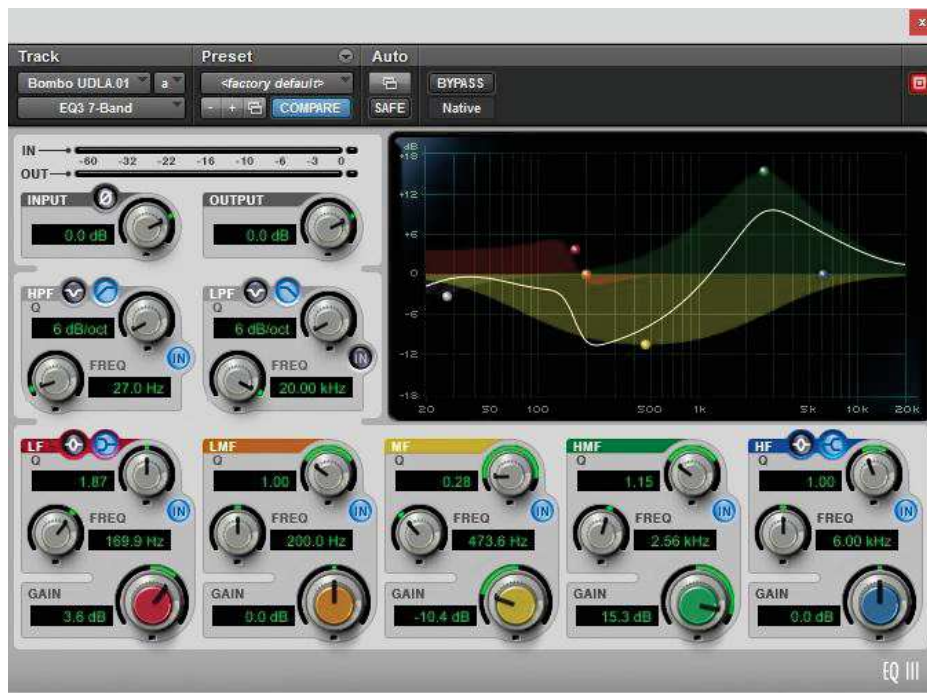 x
Track Preset Auto
Bombo UDLA.01 a <factory default> BYPASS
EQ3 7-Band - + COMPARE SAFE Native
IN
-60 -32 -22 -16 -10 -6 -3 0
OUT
INPUT Ø OUTPUT
0.0 dB 0.0 dB
HPF LPF
Q Q
6 dB/oct 6 dB/oct
IN IN
FREQ FREQ
27.0 Hz 20.00 kHz
dB
+18
+12
+6
0
-6
-12
-18
20 50 100 500 1k 5k 10k 20k
LF LMF MF HMF HF
Q Q Q Q Q
1.87 1.00 0.28 1.15 1.00
IN IN IN IN IN
FREQ FREQ FREQ FREQ FREQ
169.9 Hz 200.0 Hz 473.6 Hz 2.56 kHz 6.00 kHz
GAIN GAIN GAIN GAIN GAIN
3.6 dB 0.0 dB -10.4 dB 15.3 dB 0.0 dB
EQ III